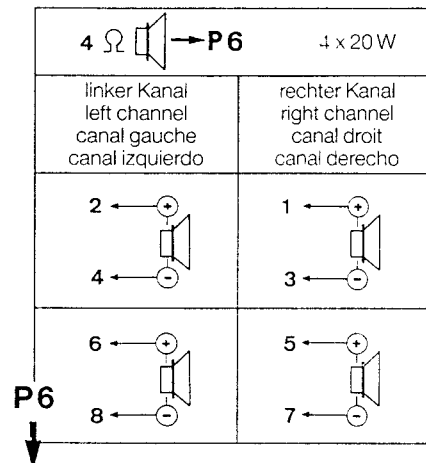 4 Ω → P6 4 x 20 W
linker Kanal
left channel
canal gauche
canal izquierdo
rechter Kanal
right channel
canal droit
canal derecho
2 +
4 -
1 +
3 -
6 +
8 -
5 +
7 -
P6